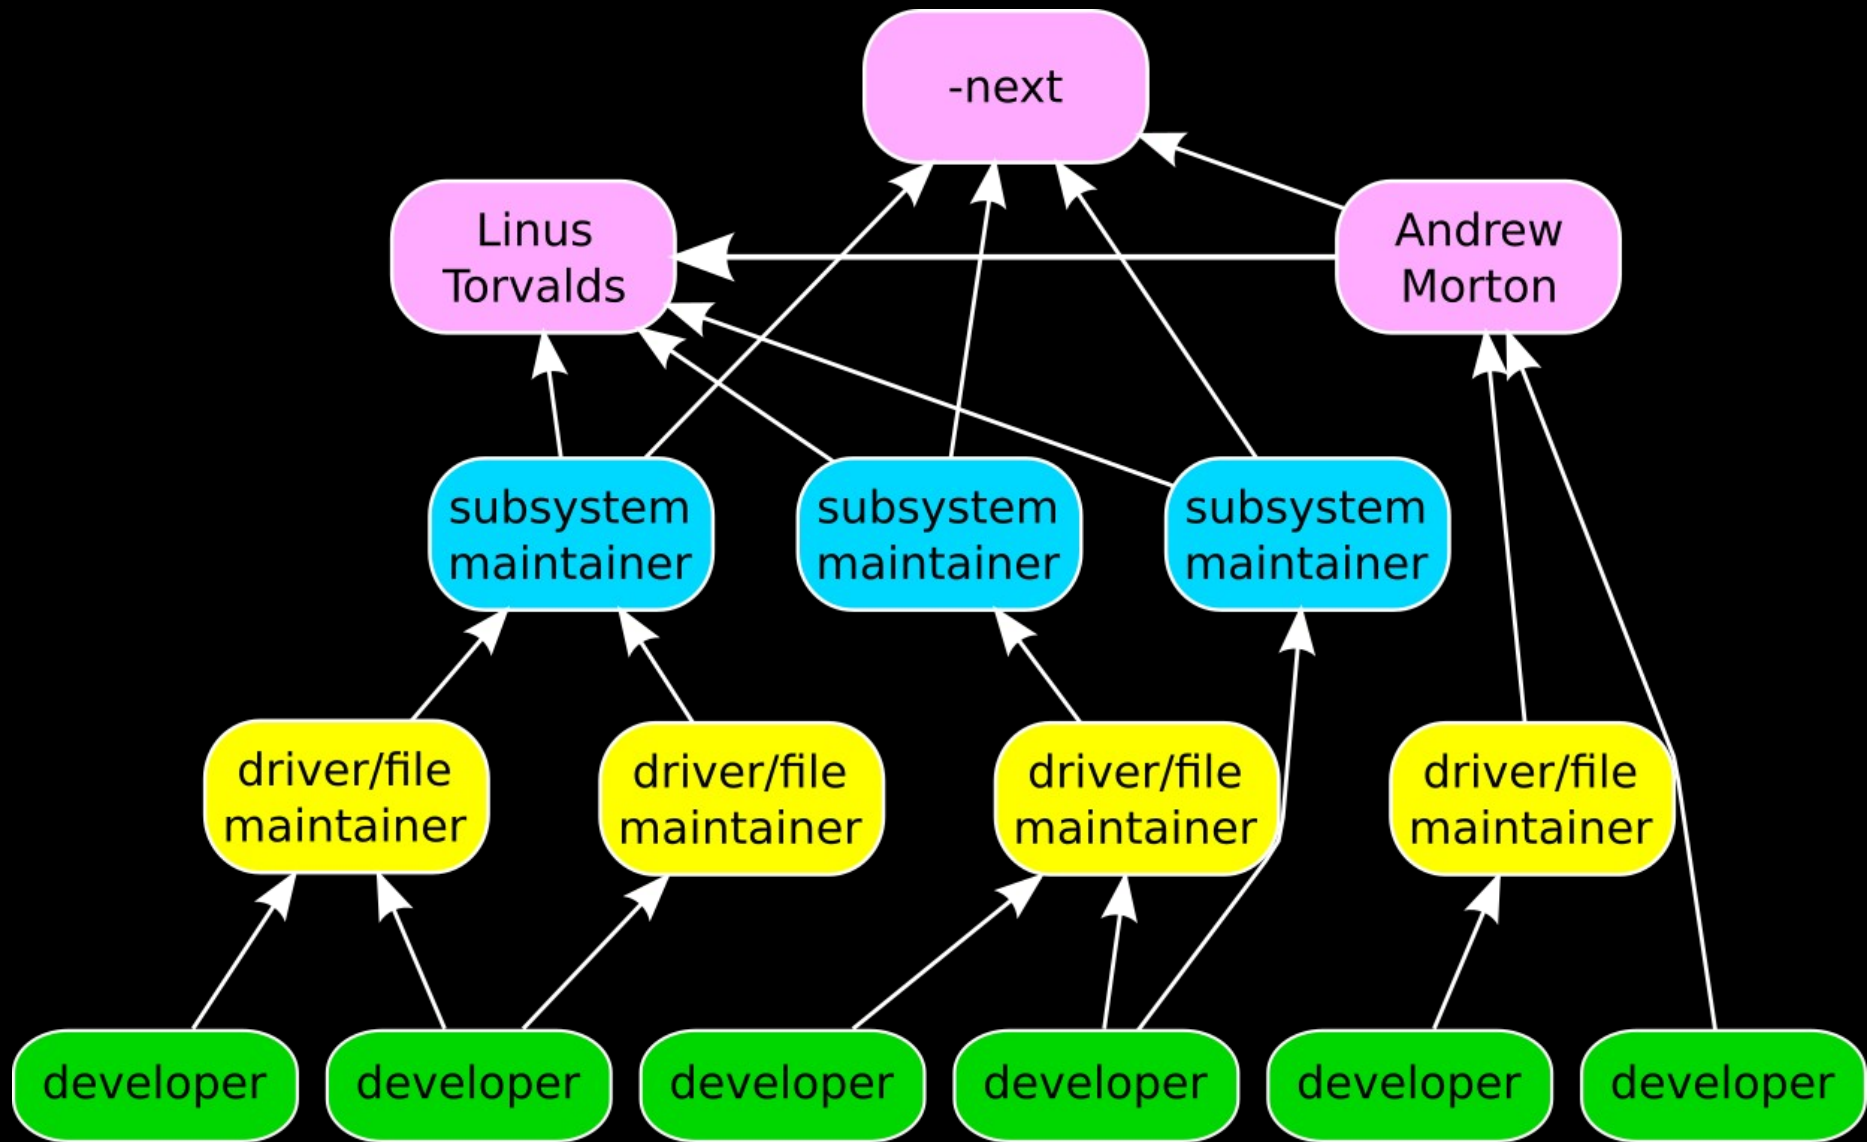 -next
Linus
Torvalds
Andrew
Morton
subsystem
maintainer
subsystem
maintainer
subsystem
maintainer
driver/file
maintainer
driver/file
maintainer
driver/file
maintainer
driver/file
maintainer
developer
developer
developer
developer
developer
developer